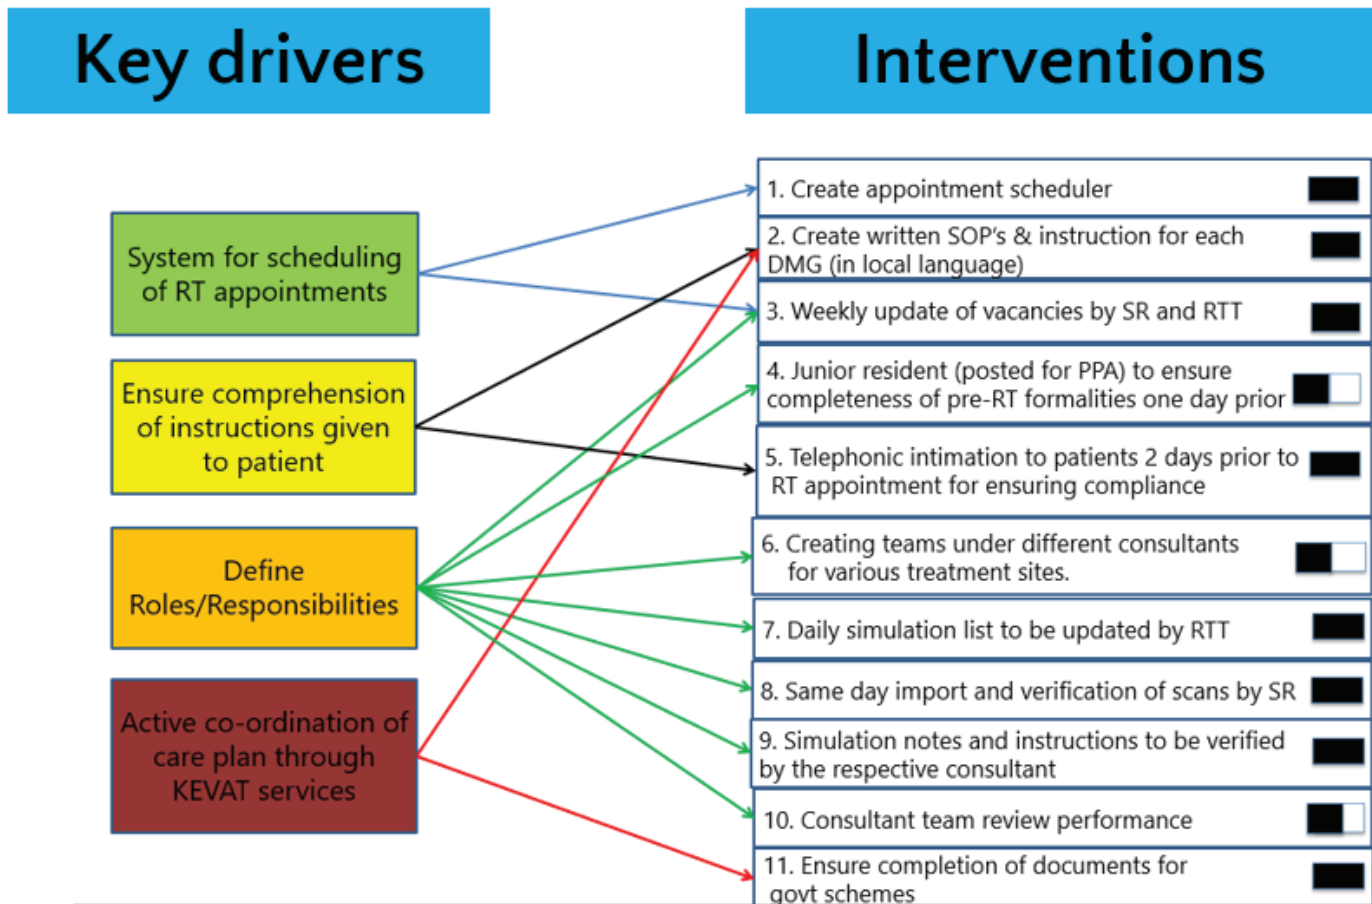 Key drivers
Interventions
System for scheduling
of RT appointments
Ensure comprehension
of instructions given
to patient
Define
Roles/Responsibilities
Active co-ordination of
care plan through
KEVAT services
1. Create appointment scheduler
2. Create written SOP's & instruction for each
DMG (in local language)
3. Weekly update of vacancies by SR and RTT
4. Junior resident (posted for PPA) to ensure
completeness of pre-RT formalities one day prior
5. Telephonic intimation to patients 2 days prior to
RT appointment for ensuring compliance
6. Creating teams under different consultants
for various treatment sites.
7. Daily simulation list to be updated by RTT
8. Same day import and verification of scans by SR
9. Simulation notes and instructions to be verified
by the respective consultant
10. Consultant team review performance
11. Ensure completion of documents for
govt schemes